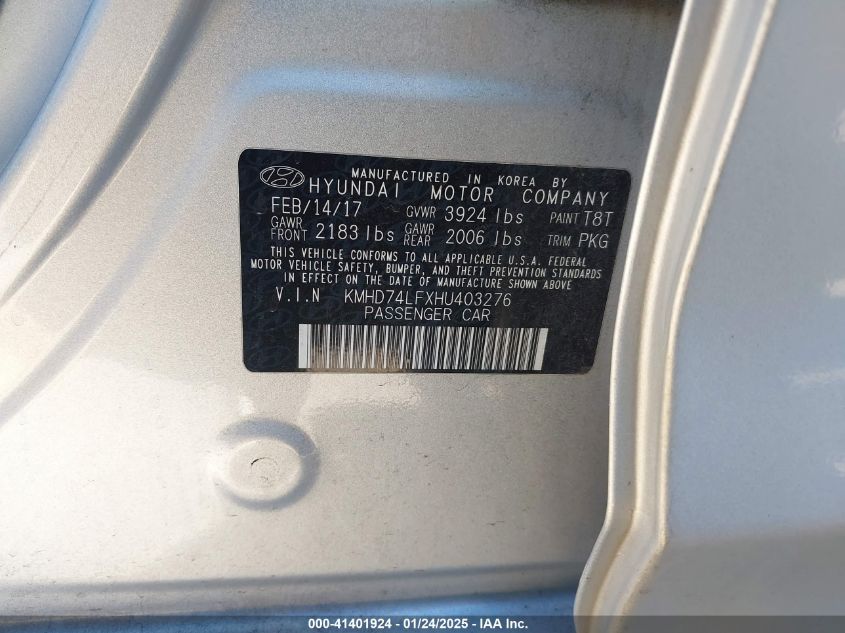 MANUFACTURED IN KOREA BY
HYUNDAI MOTOR COMPANY
FEB/14/17 GVWR 3924 lbs PAINT T8T
GAWR FRONT 2183 lbs GAWR REAR 2006 lbs TRIM PKG
THIS VEHICLE CONFORMS TO ALL APPLICABLE U.S.A. FEDERAL
MOTOR VEHICLE SAFETY, BUMPER, AND THEFT PREVENTION STANDARDS
IN EFFECT ON THE DATE OF MANUFACTURE SHOWN ABOVE
V.I.N KMHD74LFXHU403276
PASSENGER CAR
000-41401924 - 01/24/2025 - IAA Inc.